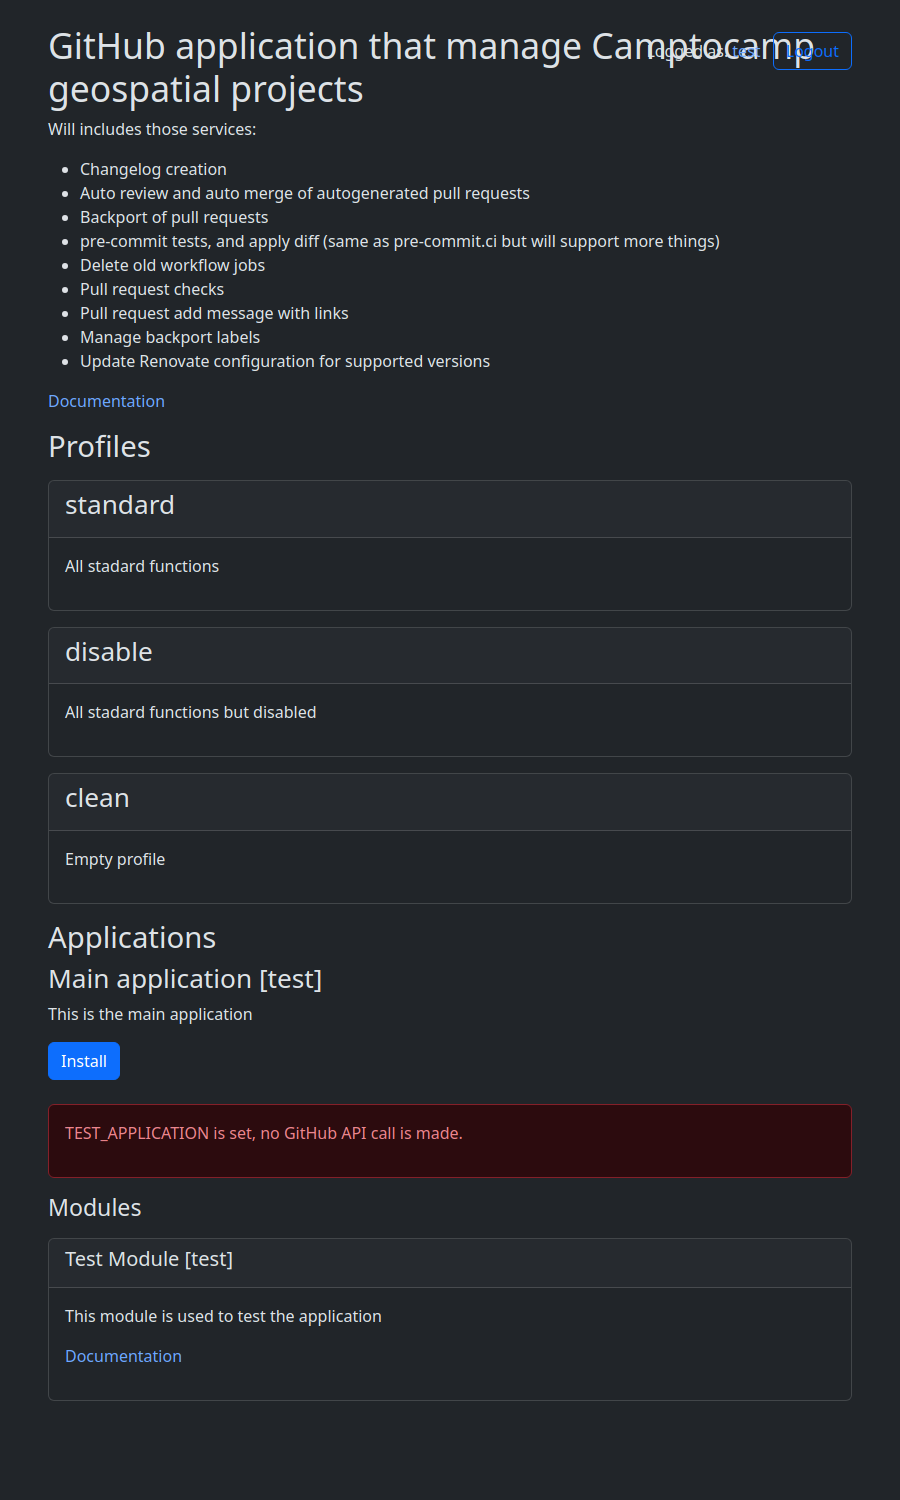 GitHub application that manage Camptocamp
geospatial projects
Logged as: test Logout
Will includes those services:
Changelog creation
Auto review and auto merge of autogenerated pull requests
Backport of pull requests
pre-commit tests, and apply diff (same as pre-commit.ci but will support more things)
Delete old workflow jobs
Pull request checks
Pull request add message with links
Manage backport labels
Update Renovate configuration for supported versions
Documentation
Profiles
standard
All stadard functions
disable
All stadard functions but disabled
clean
Empty profile
Applications
Main application [test]
This is the main application
Install
TEST_APPLICATION is set, no GitHub API call is made.
Modules
Test Module [test]
This module is used to test the application
Documentation